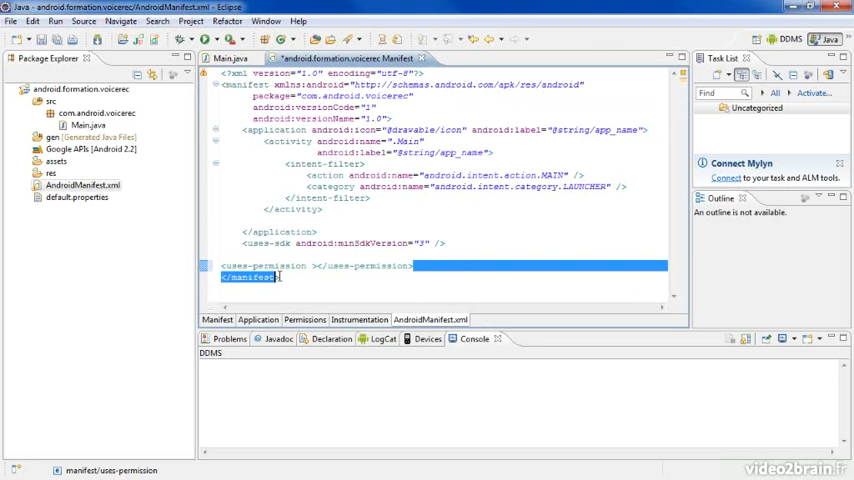 Java - android.formation.voicerec/AndroidManifest.xml - Eclipse
File Edit Run Source Navigate Search Project Refactor Window Help
DDMS Java
Package Explorer
Main.java
*android.formation.voicerec Manifest
Task List
android.formation.voicerec
src
com.android.voicerec
Main.java
gen [Generated Java Files]
Google APIs [Android 2.2]
assets
res
AndroidManifest.xml
default.properties
<?xml version="1.0" encoding="utf-8"?>
<manifest xmlns:android="http://schemas.android.com/apk/res/android"
package="com.android.voicerec"
android:versionCode="1"
android:versionName="1.0">
<application android:icon="@drawable/icon" android:label="@string/app_name">
<activity android:name=".Main"
android:label="@string/app_name">
<intent-filter>
<action android:name="android.intent.action.MAIN" />
<category android:name="android.intent.category.LAUNCHER" />
</intent-filter>
</activity>
</application>
<uses-sdk android:minSdkVersion="3" />
<uses-permission ></uses-permission>
</manifest>
Find All Activate...
Uncategorized
Connect Mylyn
Connect to your task and ALM tools.
Outline
An outline is not available.
Manifest Application Permissions Instrumentation AndroidManifest.xml
Problems Javadoc Declaration LogCat Devices Console
DDMS
manifest/uses-permission
video2brain.fr